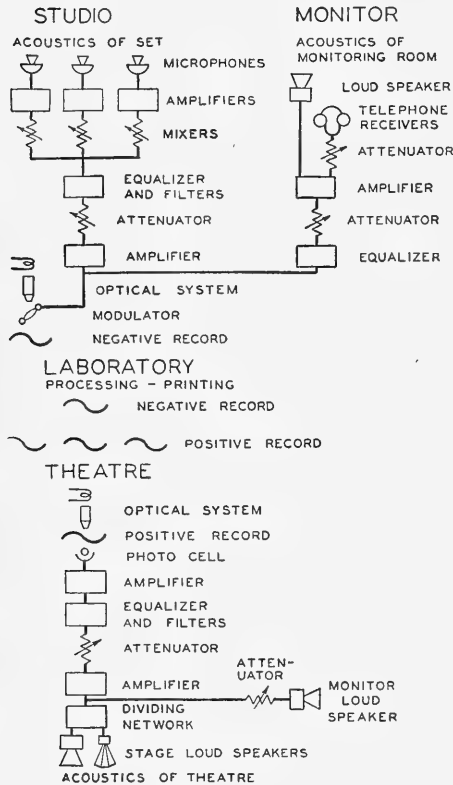 STUDIO
ACOUSTICS OF SET
MICROPHONES
AMPLIFIERS
MIXERS
EQUALIZER
AND FILTERS
ATTENUATOR
AMPLIFIER
OPTICAL SYSTEM
MODULATOR
NEGATIVE RECORD
MONITOR
ACOUSTICS OF
MONITORING ROOM
LOUD SPEAKER
TELEPHONE
RECEIVERS
ATTENUATOR
AMPLIFIER
ATTENUATOR
EQUALIZER
LABORATORY
PROCESSING - PRINTING
NEGATIVE RECORD
POSITIVE RECORD
THEATRE
OPTICAL SYSTEM
POSITIVE RECORD
PHOTO CELL
AMPLIFIER
EQUALIZER
AND FILTERS
ATTENUATOR
AMPLIFIER
DIVIDING
NETWORK
ATTEN-
UATOR
MONITOR
LOUD
SPEAKER
STAGE LOUD SPEAKERS
ACOUSTICS OF THEATRE